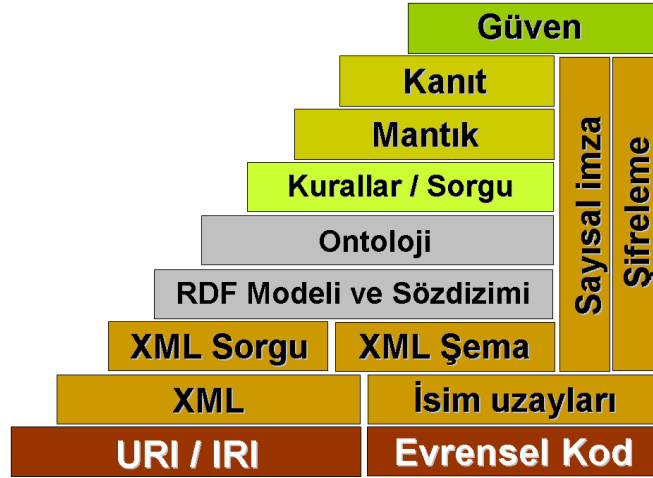 Güven
Kanıt
Mantık
Kurallar / Sorgu
Ontoloji
RDF Modeli ve Sözdizimi
XML Sorgu
XML Şema
Sayısal imza
Şifreleme
XML
İsim uzayları
URI / IRI
Evrensel Kod